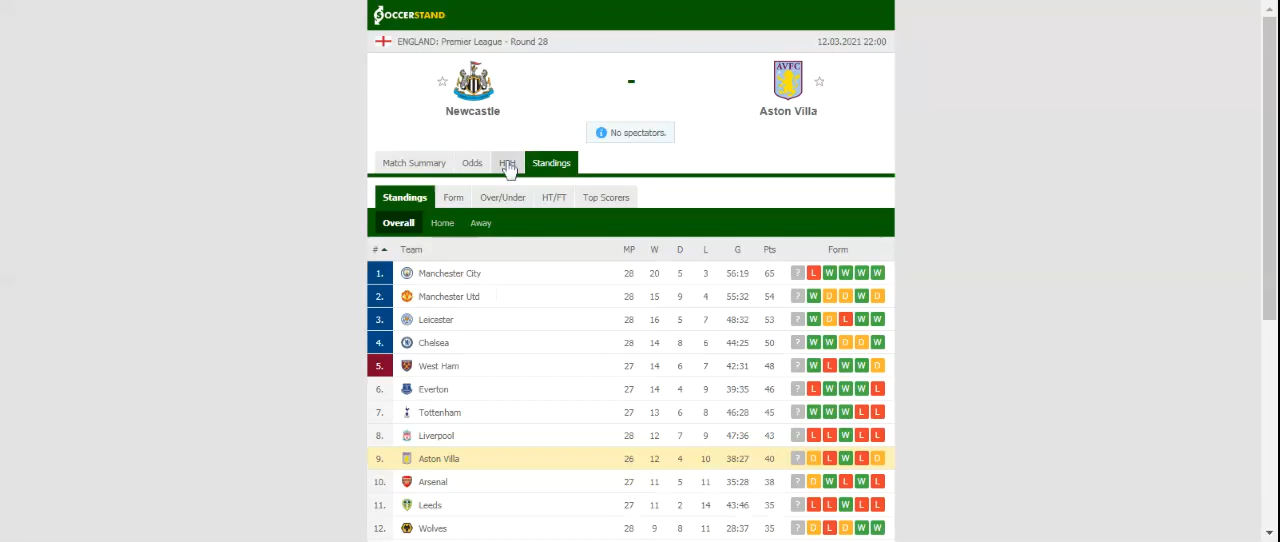 SOCCERSTAND
ENGLAND: Premier League - Round 28 12.03.2021 22:00
AVFC
-
Newcastle Aston Villa
No spectators.
Match Summary Odds H2H Standings
Standings Form Over/Under HT/FT Top Scorers
Overall Home Away
# Team MP W D L G Pts Form
1. Manchester City 28 20 5 3 56:19 65 ? L W W W W
2. Manchester Utd 28 15 9 4 55:32 54 ? W D D W D
3. Leicester 28 16 5 7 48:32 53 ? W D L W W
4. Chelsea 28 14 8 6 44:25 50 ? W W D D W
5. West Ham 27 14 6 7 42:31 48 ? W L W W D
6. Everton 27 14 4 9 39:35 46 ? L W W W L
7. Tottenham 27 13 6 8 46:28 45 ? W W W L L
8. Liverpool 28 12 7 9 47:36 43 ? L L W L L
9. Aston Villa 26 12 4 10 38:27 40 ? D L W L D
10. Arsenal 27 11 5 11 35:28 38 ? D W L W L
11. Leeds 27 11 2 14 43:46 35 ? L L W L L
12. Wolves 28 9 8 11 28:37 35 ? D L D W W